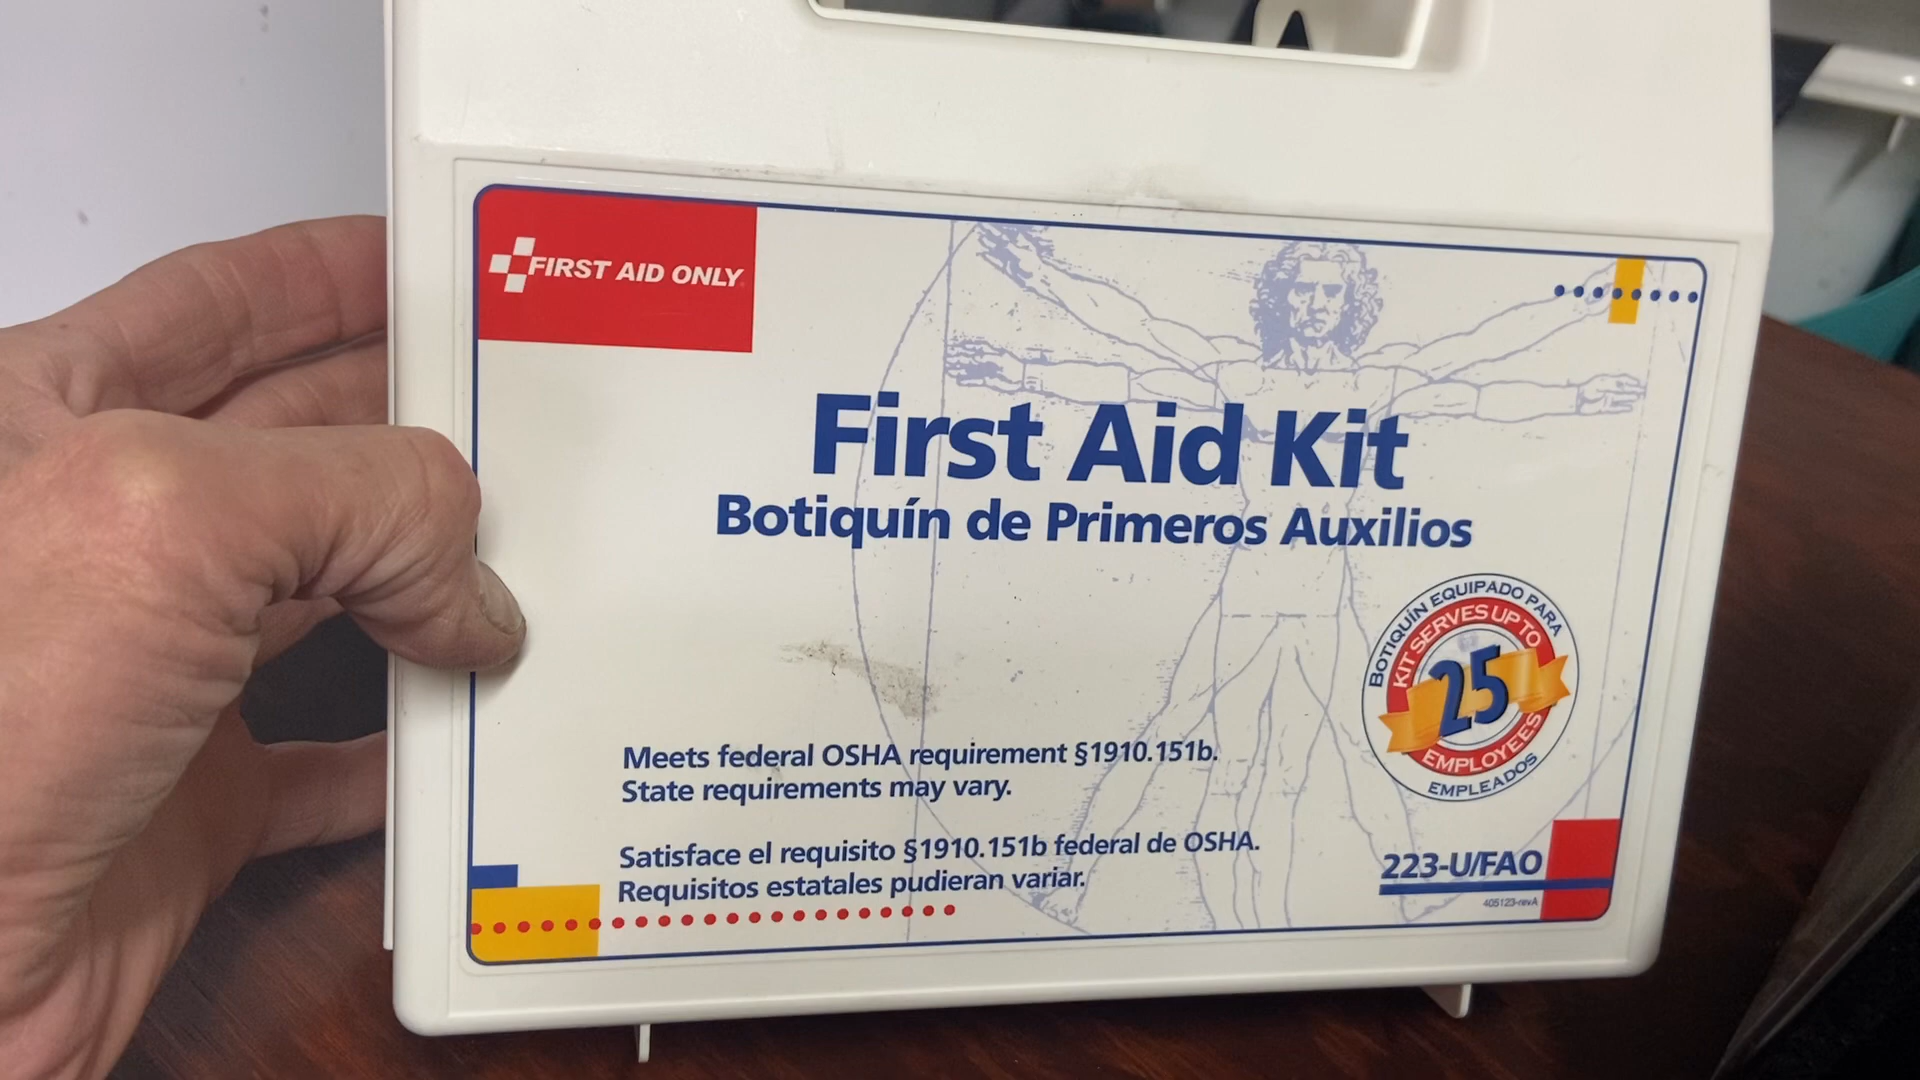 FIRST AID ONLY
First Aid Kit
Botiquín de Primeros Auxilios
BOTIQUÍN EQUIPADO PARA
KIT SERVES UP TO
25
EMPLOYEES
EMPLEADOS
Meets federal OSHA requirement §1910.151b.
State requirements may vary.
Satisface el requisito §1910.151b federal de OSHA.
Requisitos estatales pudieran variar.
223-U/FAO
405123-revA